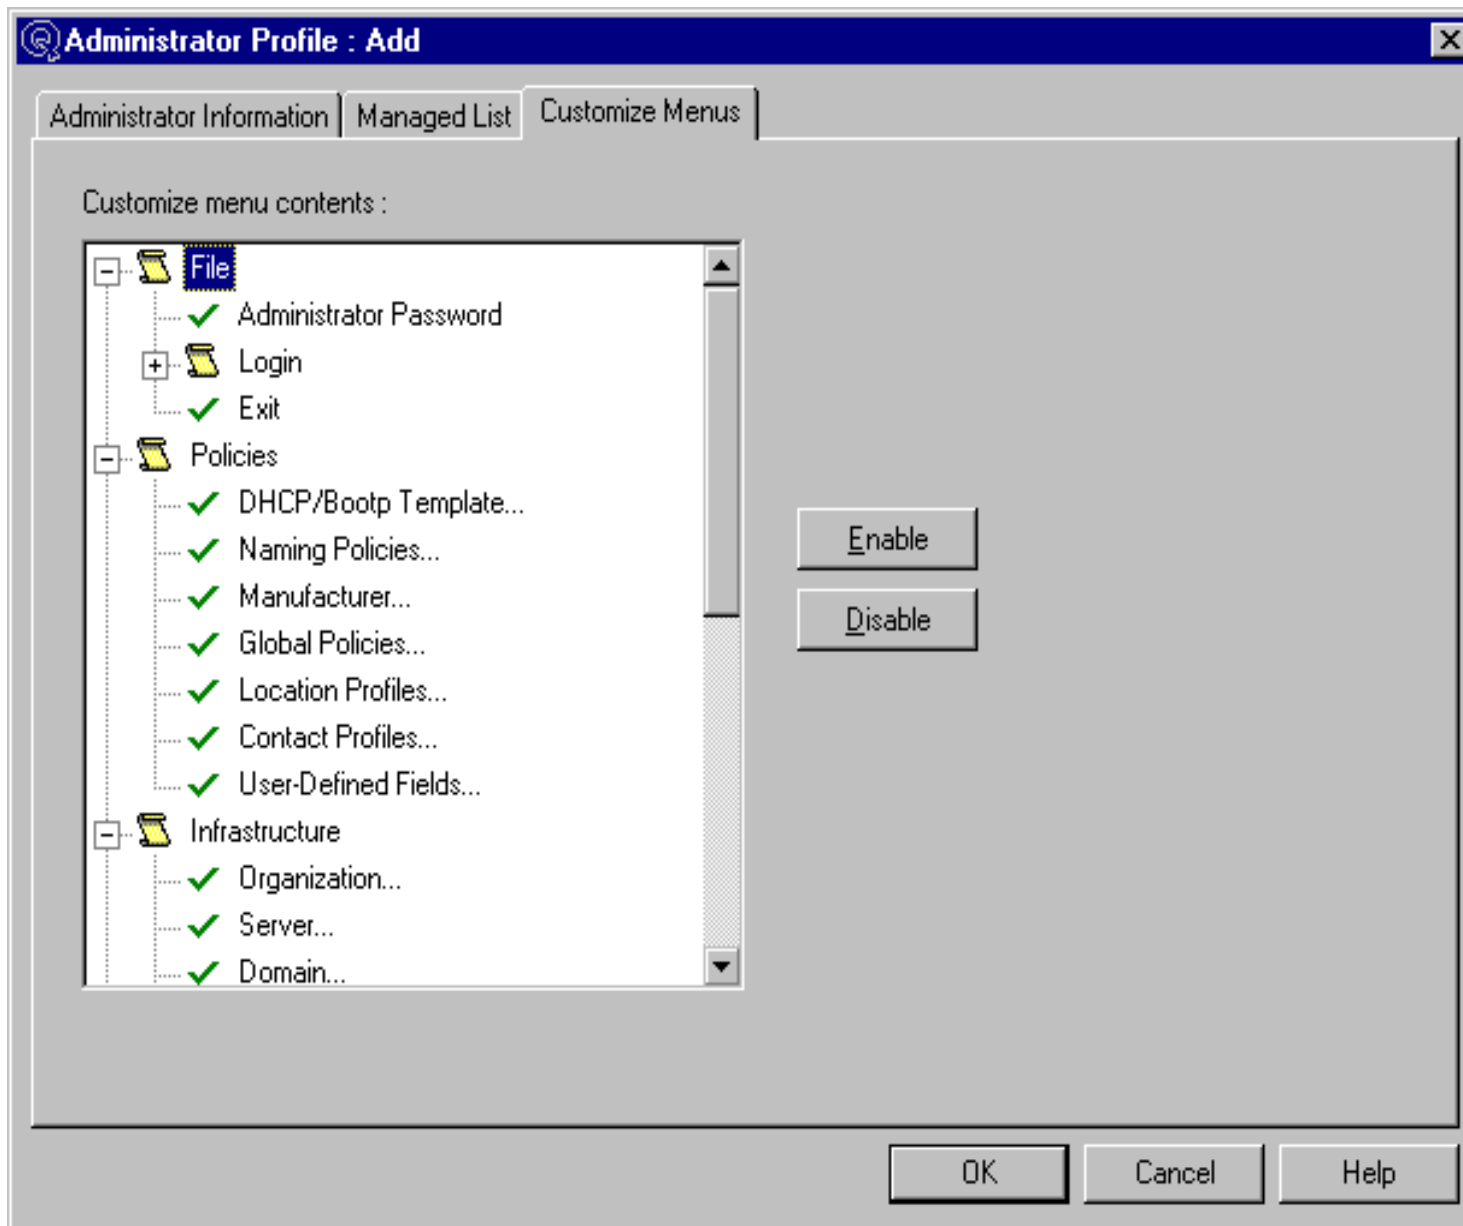 Administrator Profile : Add
Administrator Information
Managed List
Customize Menus
Customize menu contents :
File
Administrator Password
Login
Exit
Policies
DHCP/Bootp Template...
Naming Policies...
Manufacturer...
Global Policies...
Location Profiles...
Contact Profiles...
User-Defined Fields...
Infrastructure
Organization...
Server...
Domain...
Enable
Disable
OK
Cancel
Help